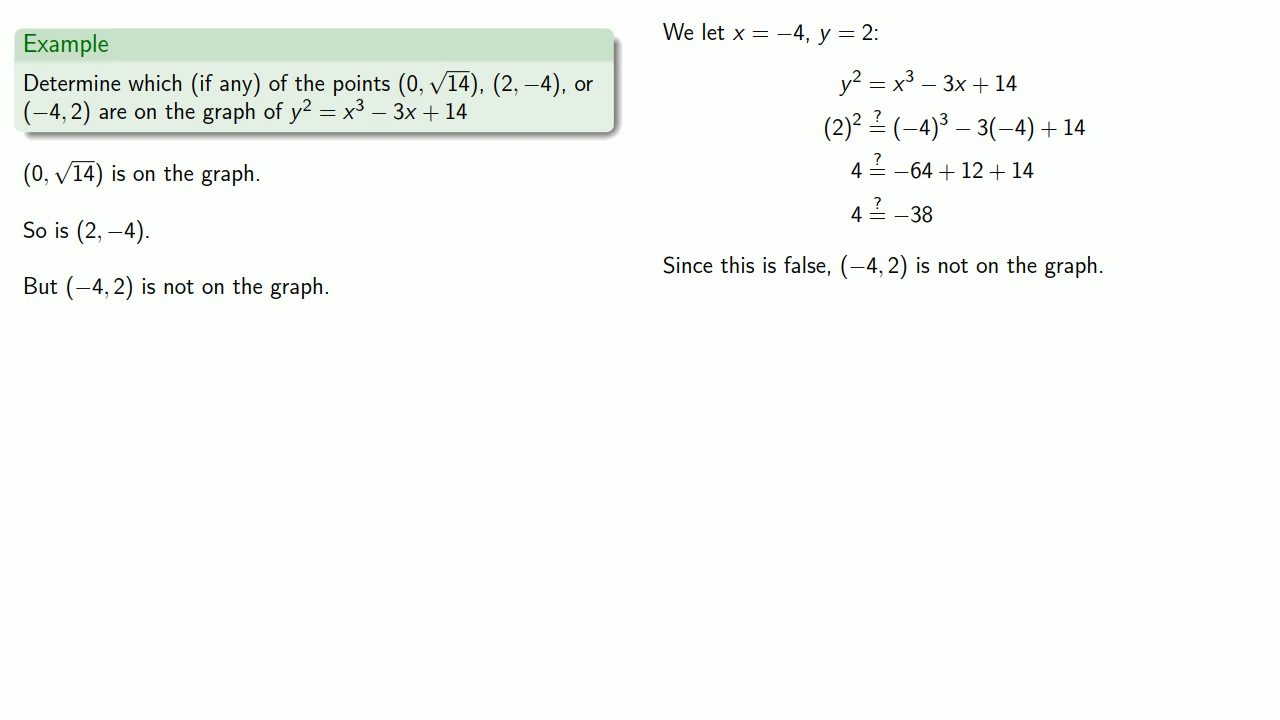 Example
Determine which (if any) of the points (0, √14), (2, −4), or
(−4, 2) are on the graph of y² = x³ − 3x + 14
(0, √14) is on the graph.
So is (2, −4).
But (−4, 2) is not on the graph.
We let x = −4, y = 2:
y² = x³ − 3x + 14
(2)² ≟ (−4)³ − 3(−4) + 14
4 ≟ −64 + 12 + 14
4 ≟ −38
Since this is false, (−4, 2) is not on the graph.